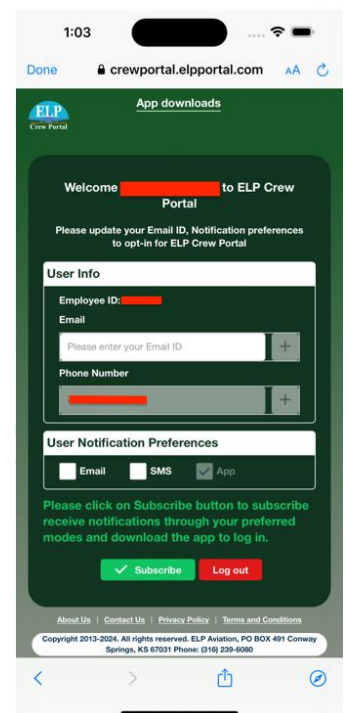 1:03
Done crewportal.elpportal.com AA
App downloads
ELP
Crew Portal
Welcome to ELP Crew
Portal
Please update your Email ID, Notification preferences
to opt-in for ELP Crew Portal
User Info
Employee ID:
Email
Please enter your Email ID
+
Phone Number
+
User Notification Preferences
Email SMS App
Please click on Subscribe button to subscribe
receive notifications through your preferred
modes and download the app to log in.
Subscribe Log out
About Us | Contact Us | Privacy Policy | Terms and Conditions
Copyright 2013-2024. All rights reserved. ELP Aviation, PO BOX 491 Conway
Springs, KS 67031 Phone: (316) 239-6080